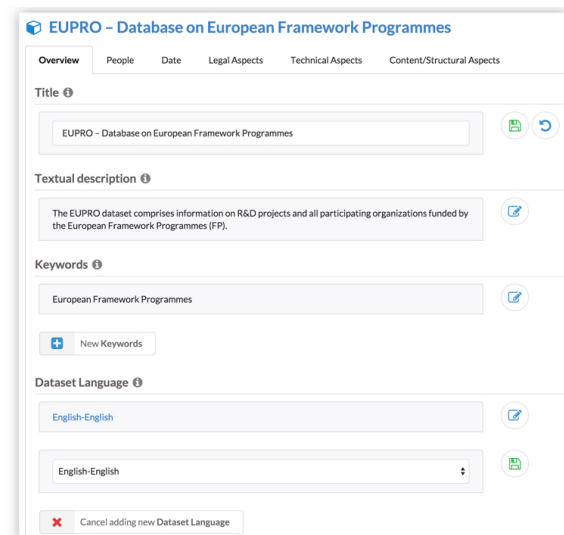 EUPRO – Database on European Framework Programmes
Overview People Date Legal Aspects Technical Aspects Content/Structural Aspects
Title
EUPRO – Database on European Framework Programmes
Textual description
The EUPRO dataset comprises information on R&D projects and all participating organizations funded by
the European Framework Programmes (FP).
Keywords
European Framework Programmes
New Keywords
Dataset Language
English-English
English-English
Cancel adding new Dataset Language